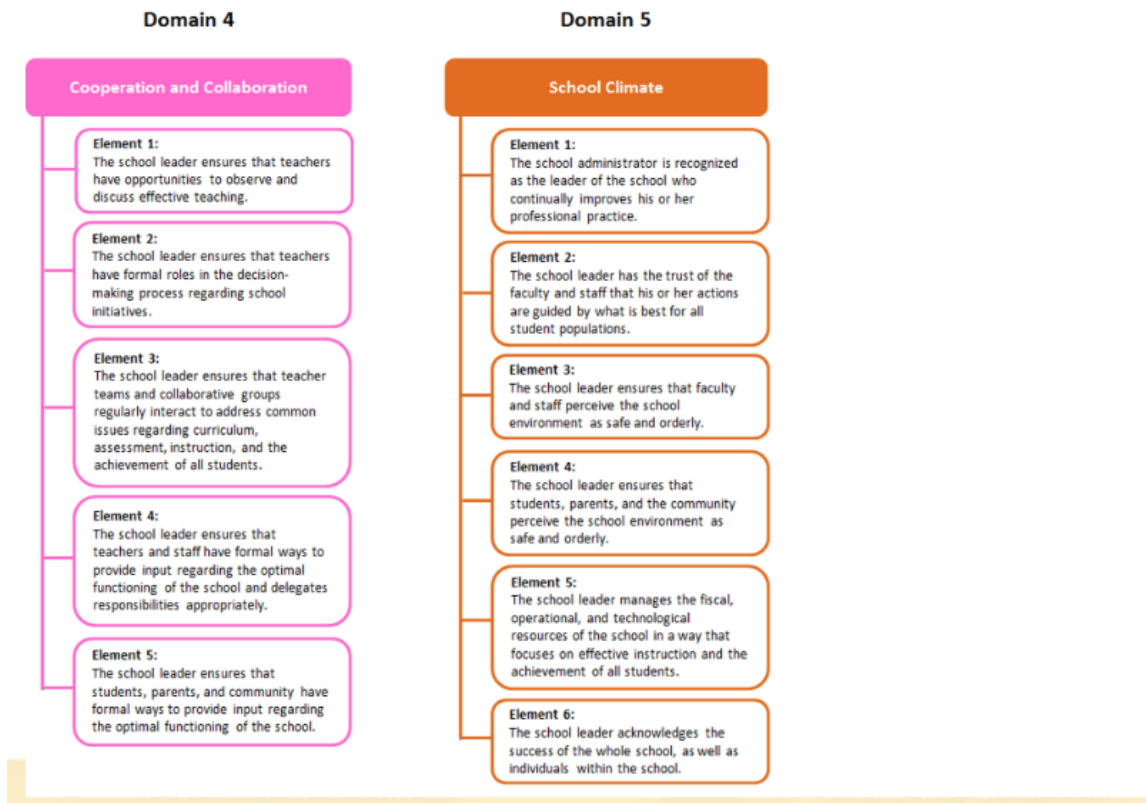 Domain 4
Cooperation and Collaboration
Element 1:
The school leader ensures that teachers
have opportunities to observe and
discuss effective teaching.
Element 2:
The school leader ensures that teachers
have formal roles in the decision-
making process regarding school
initiatives.
Element 3:
The school leader ensures that teacher
teams and collaborative groups
regularly interact to address common
issues regarding curriculum,
assessment, instruction, and the
achievement of all students.
Element 4:
The school leader ensures that
teachers and staff have formal ways to
provide input regarding the optimal
functioning of the school and delegates
responsibilities appropriately.
Element 5:
The school leader ensures that
students, parents, and community have
formal ways to provide input regarding
the optimal functioning of the school.
Domain 5
School Climate
Element 1:
The school administrator is recognized
as the leader of the school who
continually improves his or her
professional practice.
Element 2:
The school leader has the trust of the
faculty and staff that his or her actions
are guided by what is best for all
student populations.
Element 3:
The school leader ensures that faculty
and staff perceive the school
environment as safe and orderly.
Element 4:
The school leader ensures that
students, parents, and the community
perceive the school environment as
safe and orderly.
Element 5:
The school leader manages the fiscal,
operational, and technological
resources of the school in a way that
focuses on effective instruction and the
achievement of all students.
Element 6:
The school leader acknowledges the
success of the whole school, as well as
individuals within the school.